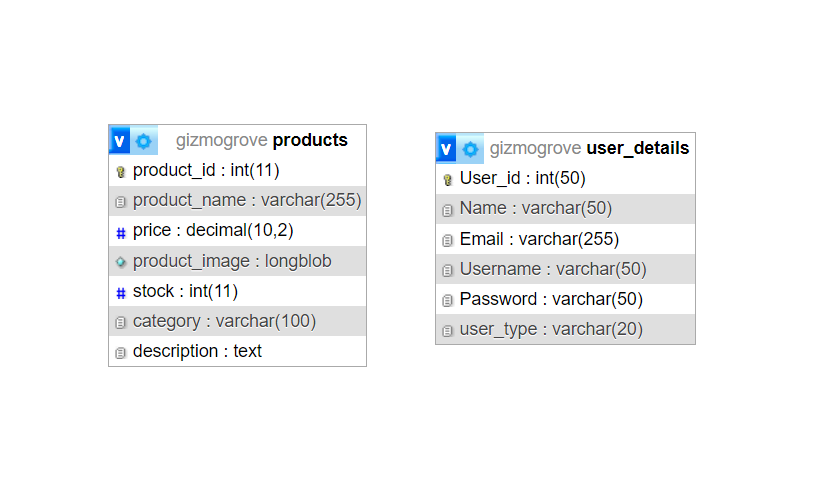 v gizmogrove products
product_id : int(11)
product_name : varchar(255)
# price : decimal(10,2)
product_image : longblob
# stock : int(11)
category : varchar(100)
description : text
v gizmogrove user_details
User_id : int(50)
Name : varchar(50)
Email : varchar(255)
Username : varchar(50)
Password : varchar(50)
user_type : varchar(20)